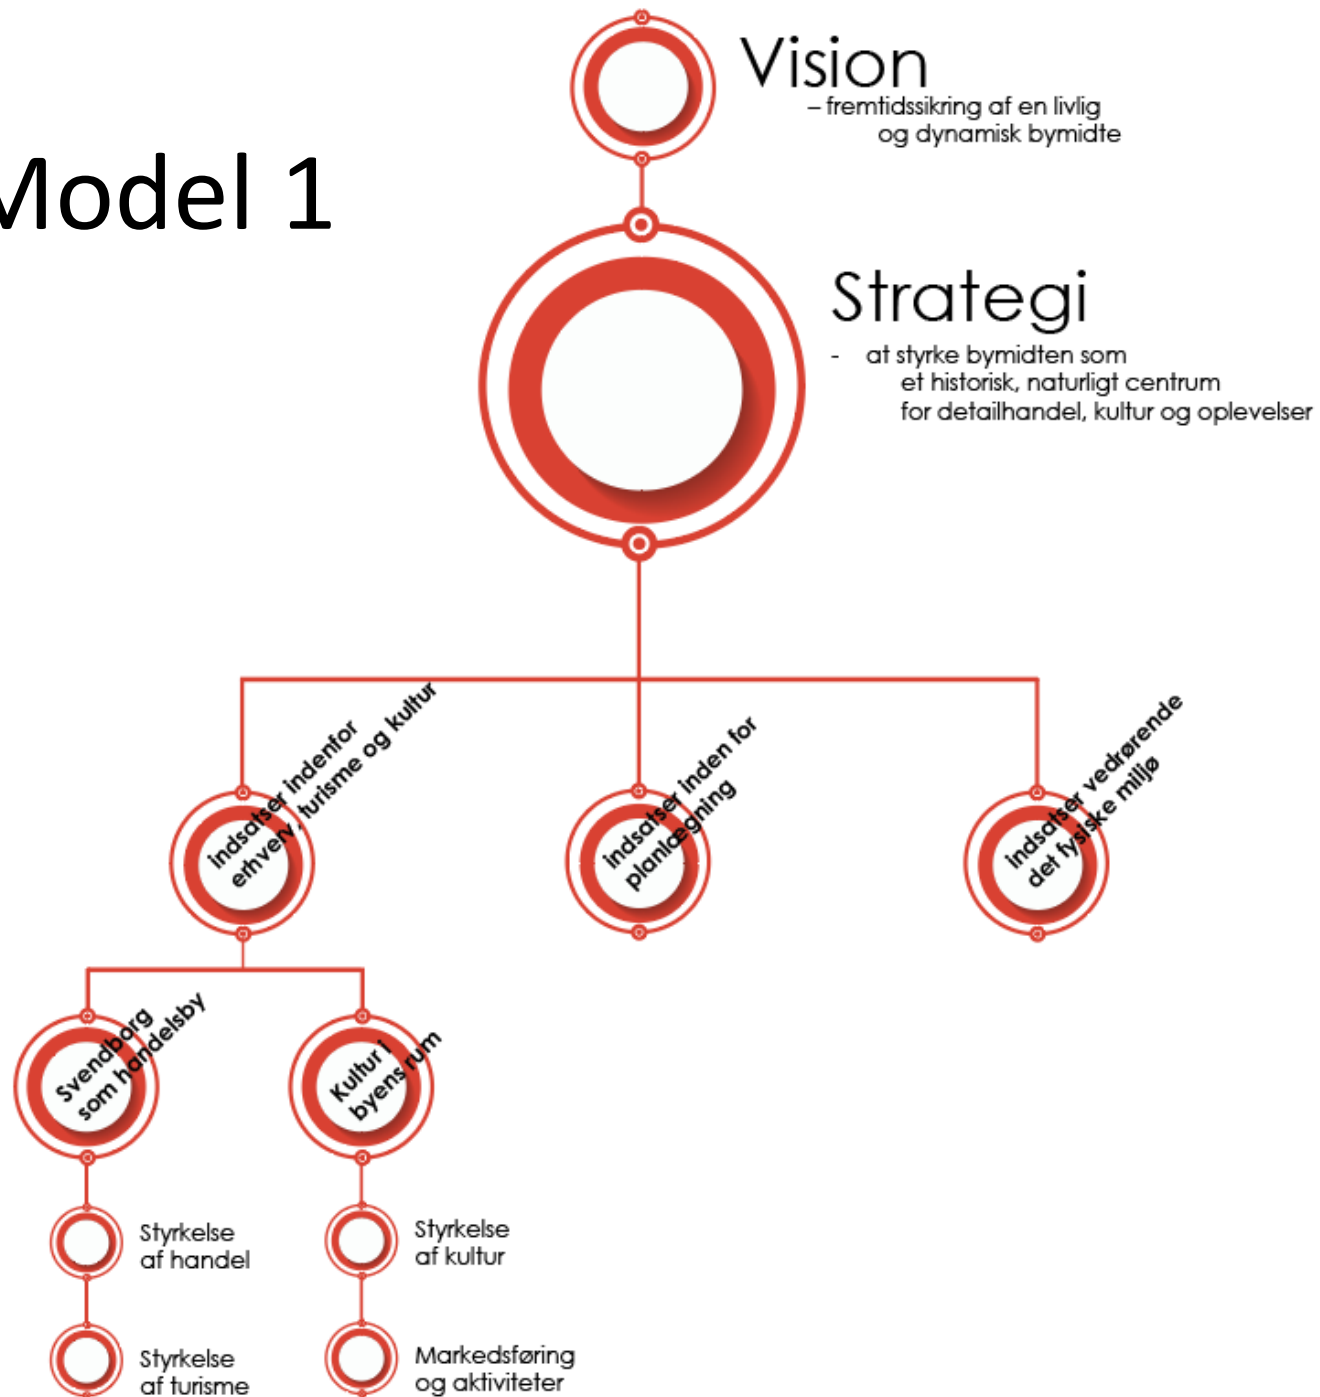 Vision
– fremtidssikring af en livlig
og dynamisk bymidte
Model 1
Strategi
- at styrke bymidten som
et historisk, naturligt centrum
for detailhandel, kultur og oplevelser
indsatser indenfor
erhverv, turisme og kultur
indsatser inden for
planlægning
indsatser vedrørende
det fysiske miljø
Svendborg
som handelsby
Kultur i
byens rum
Styrkelse
af handel
Styrkelse
af kultur
Styrkelse
af turisme
Markedsføring
og aktiviteter